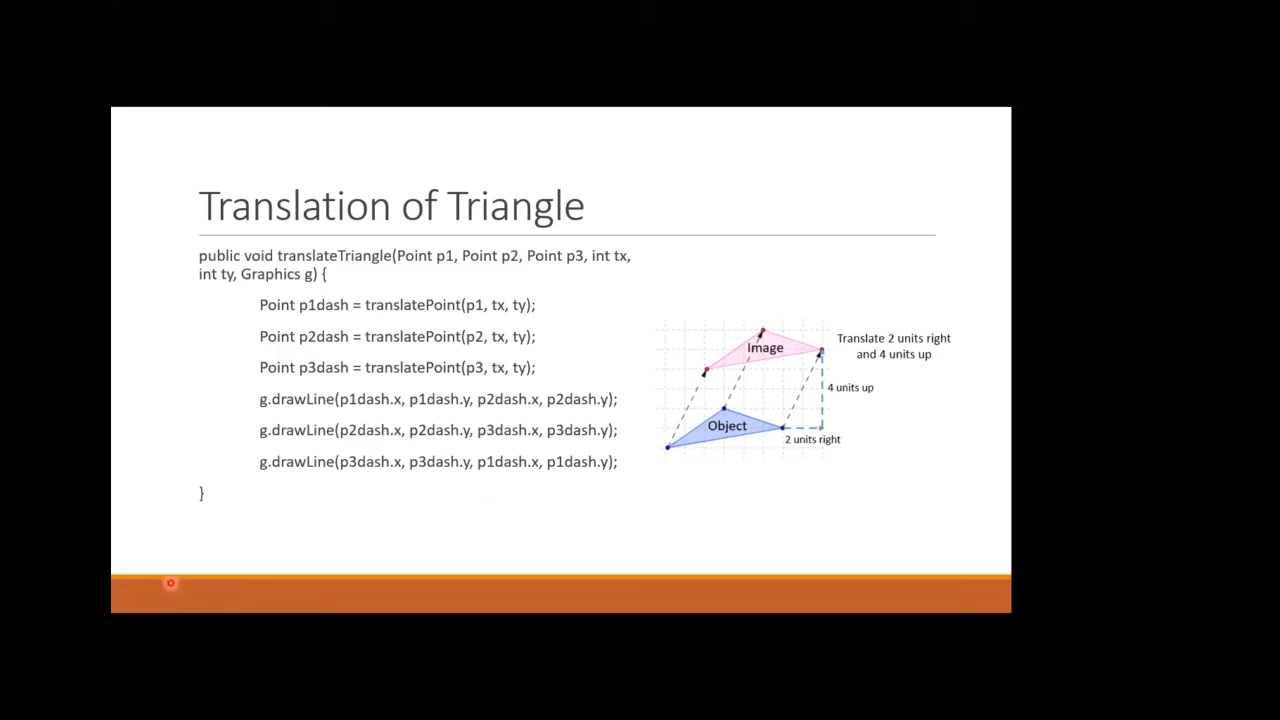 Translation of Triangle
public void translateTriangle(Point p1, Point p2, Point p3, int tx,
int ty, Graphics g) {
Point p1dash = translatePoint(p1, tx, ty);
Point p2dash = translatePoint(p2, tx, ty);
Point p3dash = translatePoint(p3, tx, ty);
g.drawLine(p1dash.x, p1dash.y, p2dash.x, p2dash.y);
g.drawLine(p2dash.x, p2dash.y, p3dash.x, p3dash.y);
g.drawLine(p3dash.x, p3dash.y, p1dash.x, p1dash.y);
}
Image
Translate 2 units right
and 4 units up
4 units up
Object
2 units right